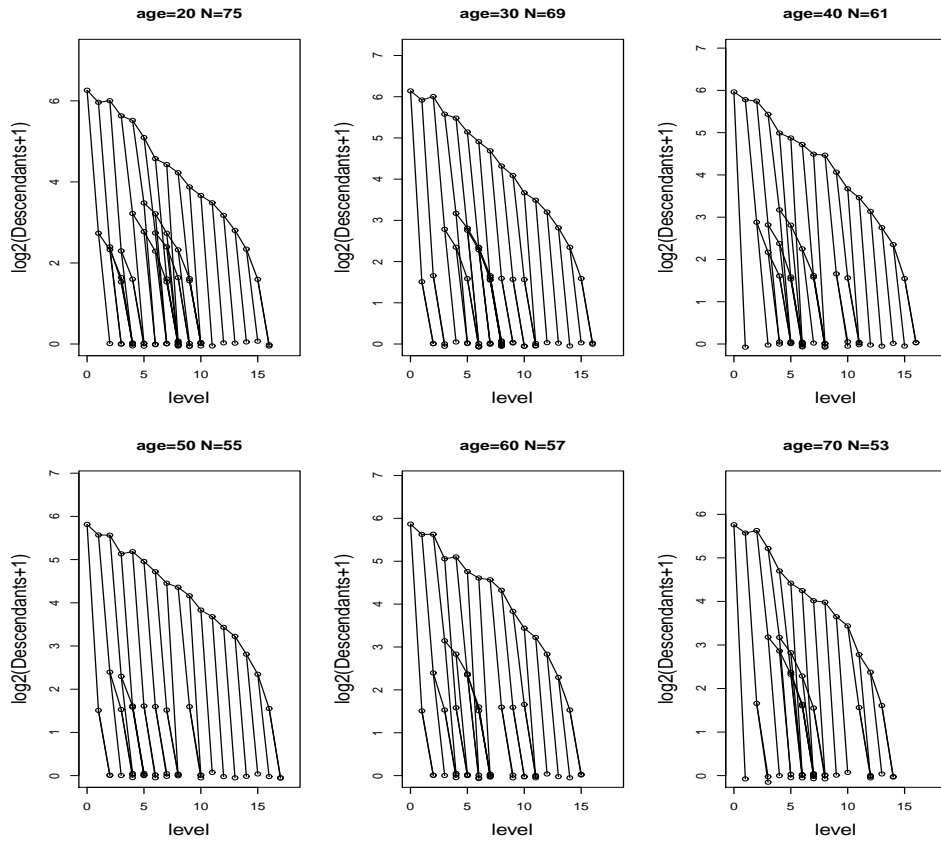 age=20 N=75
age=30 N=69
age=40 N=61
log2(Descendants+1)
0 2 4 6
0 5 10 15
level
log2(Descendants+1)
0 1 2 3 4 5 6 7
0 5 10 15
level
log2(Descendants+1)
0 1 2 3 4 5 6 7
0 5 10 15
level
age=50 N=55
age=60 N=57
age=70 N=53
log2(Descendants+1)
0 1 2 3 4 5 6 7
0 5 10 15
level
log2(Descendants+1)
0 1 2 3 4 5 6 7
0 5 10 15
level
log2(Descendants+1)
0 1 2 3 4 5 6
0 5 10 15
level